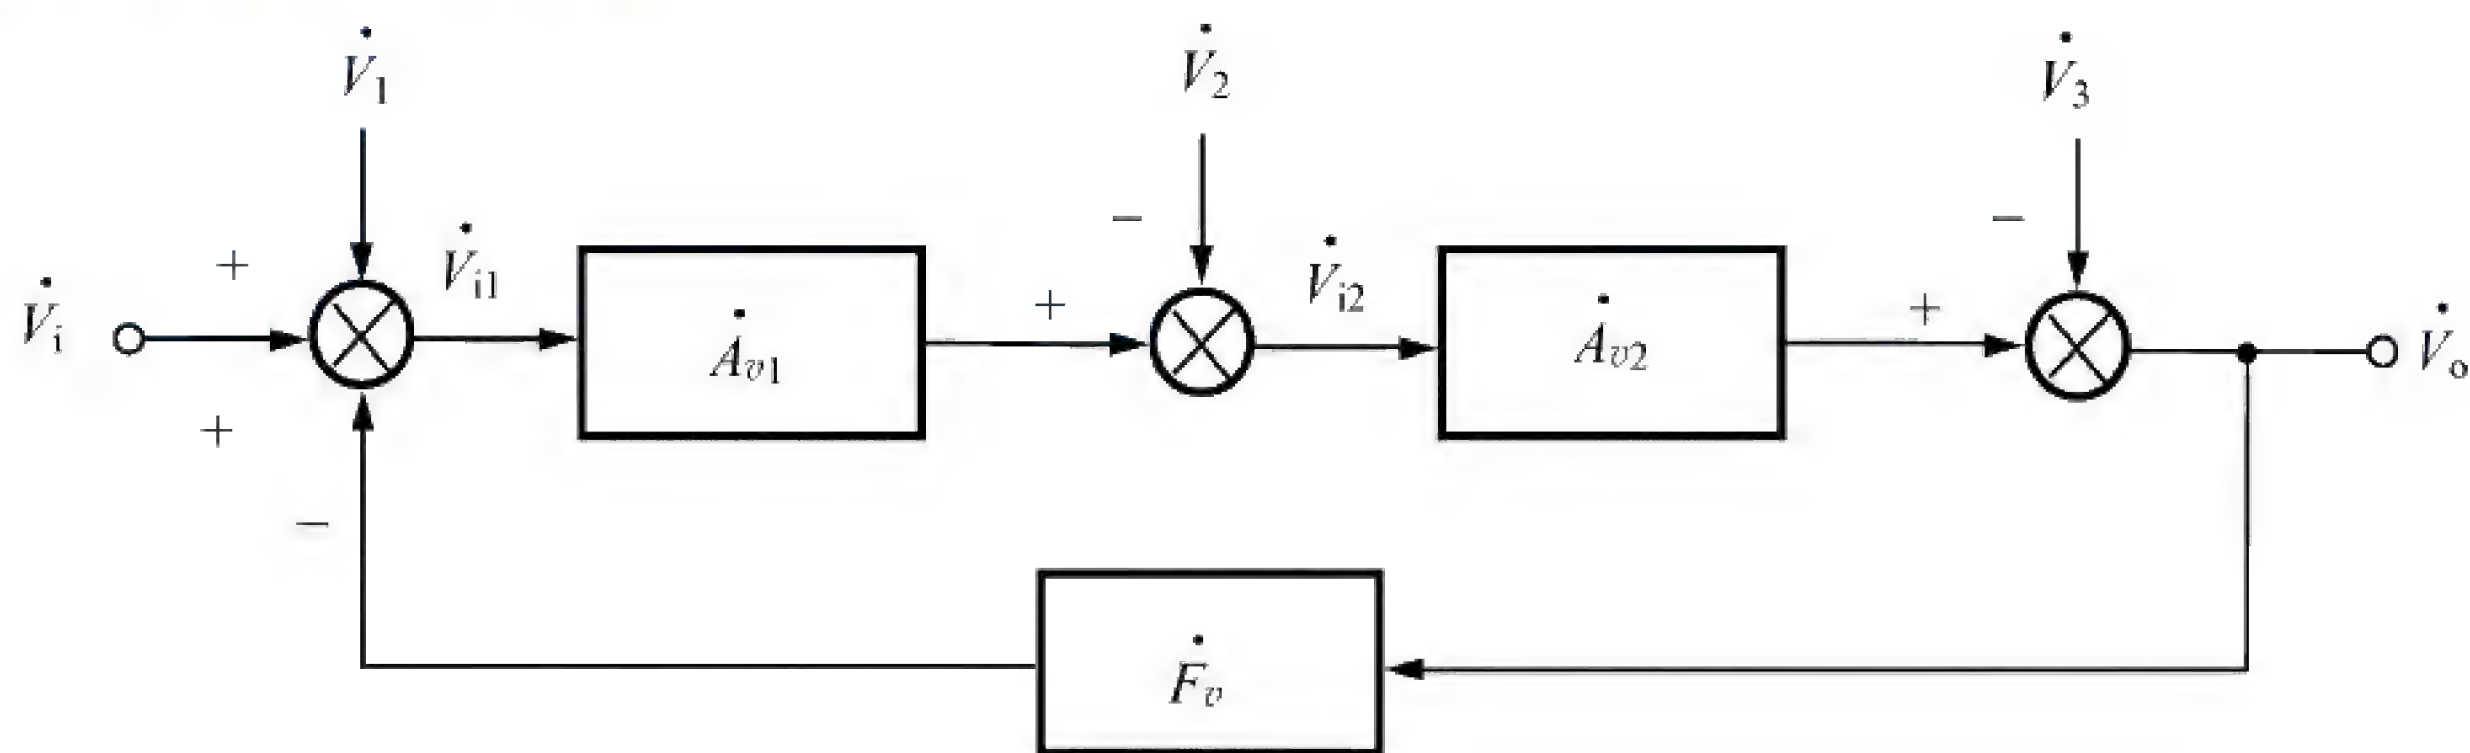 V̇₁ V̇₂ V̇₃
− −
+ V̇ᵢ₁ + V̇ᵢ₂ +
V̇ᵢ Ȧᵥ₁ Ȧᵥ₂ V̇ₒ
+
−
Ḟᵥ